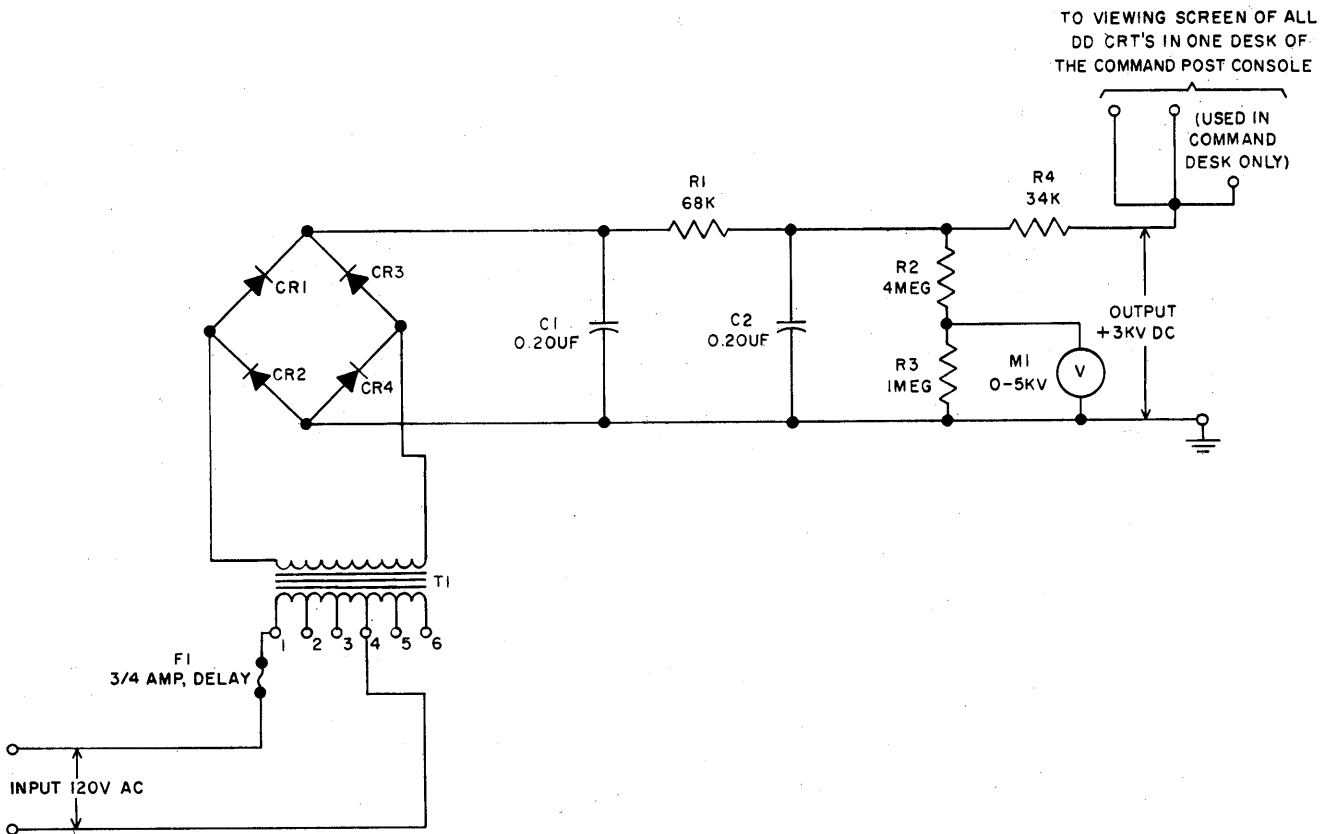 TO VIEWING SCREEN OF ALL
DD CRT'S IN ONE DESK OF
THE COMMAND POST CONSOLE
(USED IN
COMMAND
DESK ONLY)
R1
68K
R4
34K
CR1
CR3
CR2
CR4
C1
0.20UF
C2
0.20UF
R2
4MEG
R3
1MEG
M1
0-5KV
V
OUTPUT
+3KV DC
T1
1 2 3 4 5 6
F1
3/4 AMP, DELAY
INPUT 120V AC